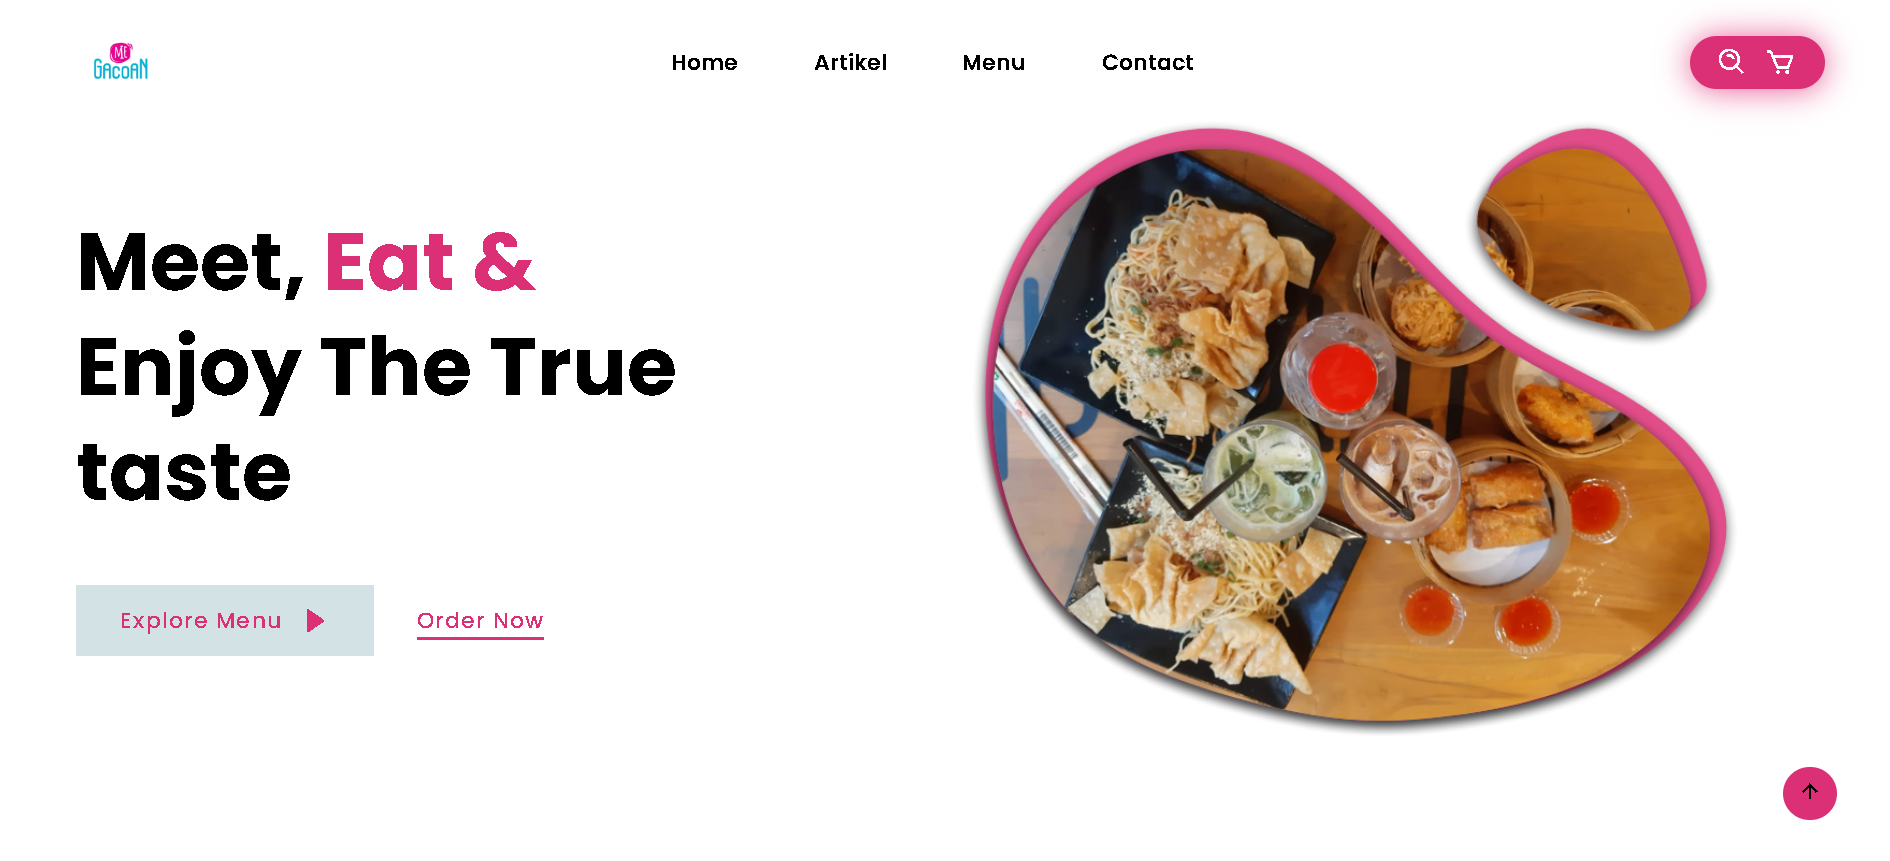 MIE
GACOAN
Home Artikel Menu Contact
Meet, Eat &
Enjoy The True
taste
Explore Menu Order Now